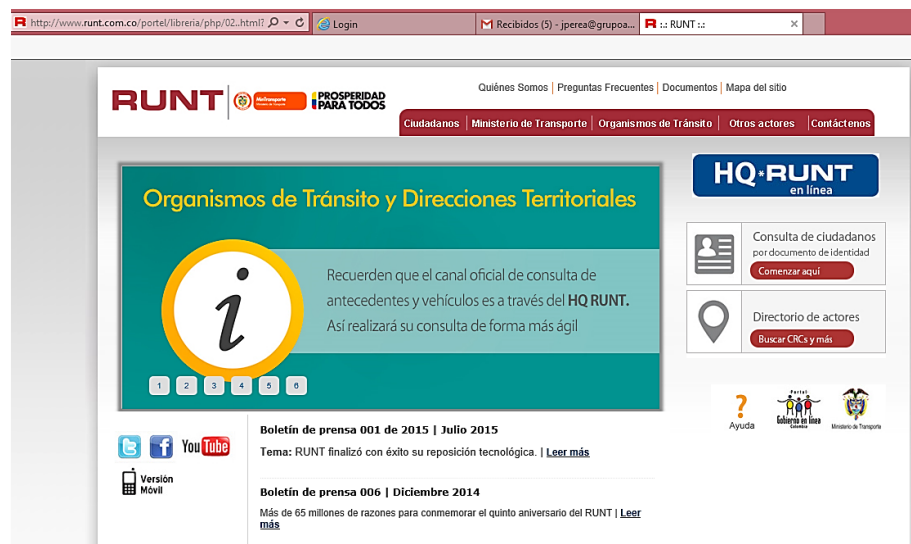 http://www.runt.com.co/portel/libreria/php/02..html?
Login
Recibidos (5) - jperea@grupoa...
R :.: RUNT :.:
RUNT
MinTransporte
PROSPERIDAD
PARA TODOS
Quiénes Somos | Preguntas Frecuentes | Documentos | Mapa del sitio
Ciudadanos | Ministerio de Transporte | Organismos de Tránsito | Otros actores | Contáctenos
Organismos de Tránsito y Direcciones Territoriales
i
Recuerden que el canal oficial de consulta de
antecedentes y vehículos es a través del HQ RUNT.
Así realizará su consulta de forma más ágil
1 2 3 4 5 6
HQ*RUNT
en línea
Consulta de ciudadanos
por documento de identidad
Comenzar aquí
Directorio de actores
Buscar CRCs y más
?
Ayuda
Portal
Gobierno en línea
Colombia
Ministerio de Transporte
You Tube
Versión
Móvil
Boletín de prensa 001 de 2015 | Julio 2015
Tema: RUNT finalizó con éxito su reposición tecnológica. | Leer más
Boletín de prensa 006 | Diciembre 2014
Más de 65 millones de razones para conmemorar el quinto aniversario del RUNT | Leer
más